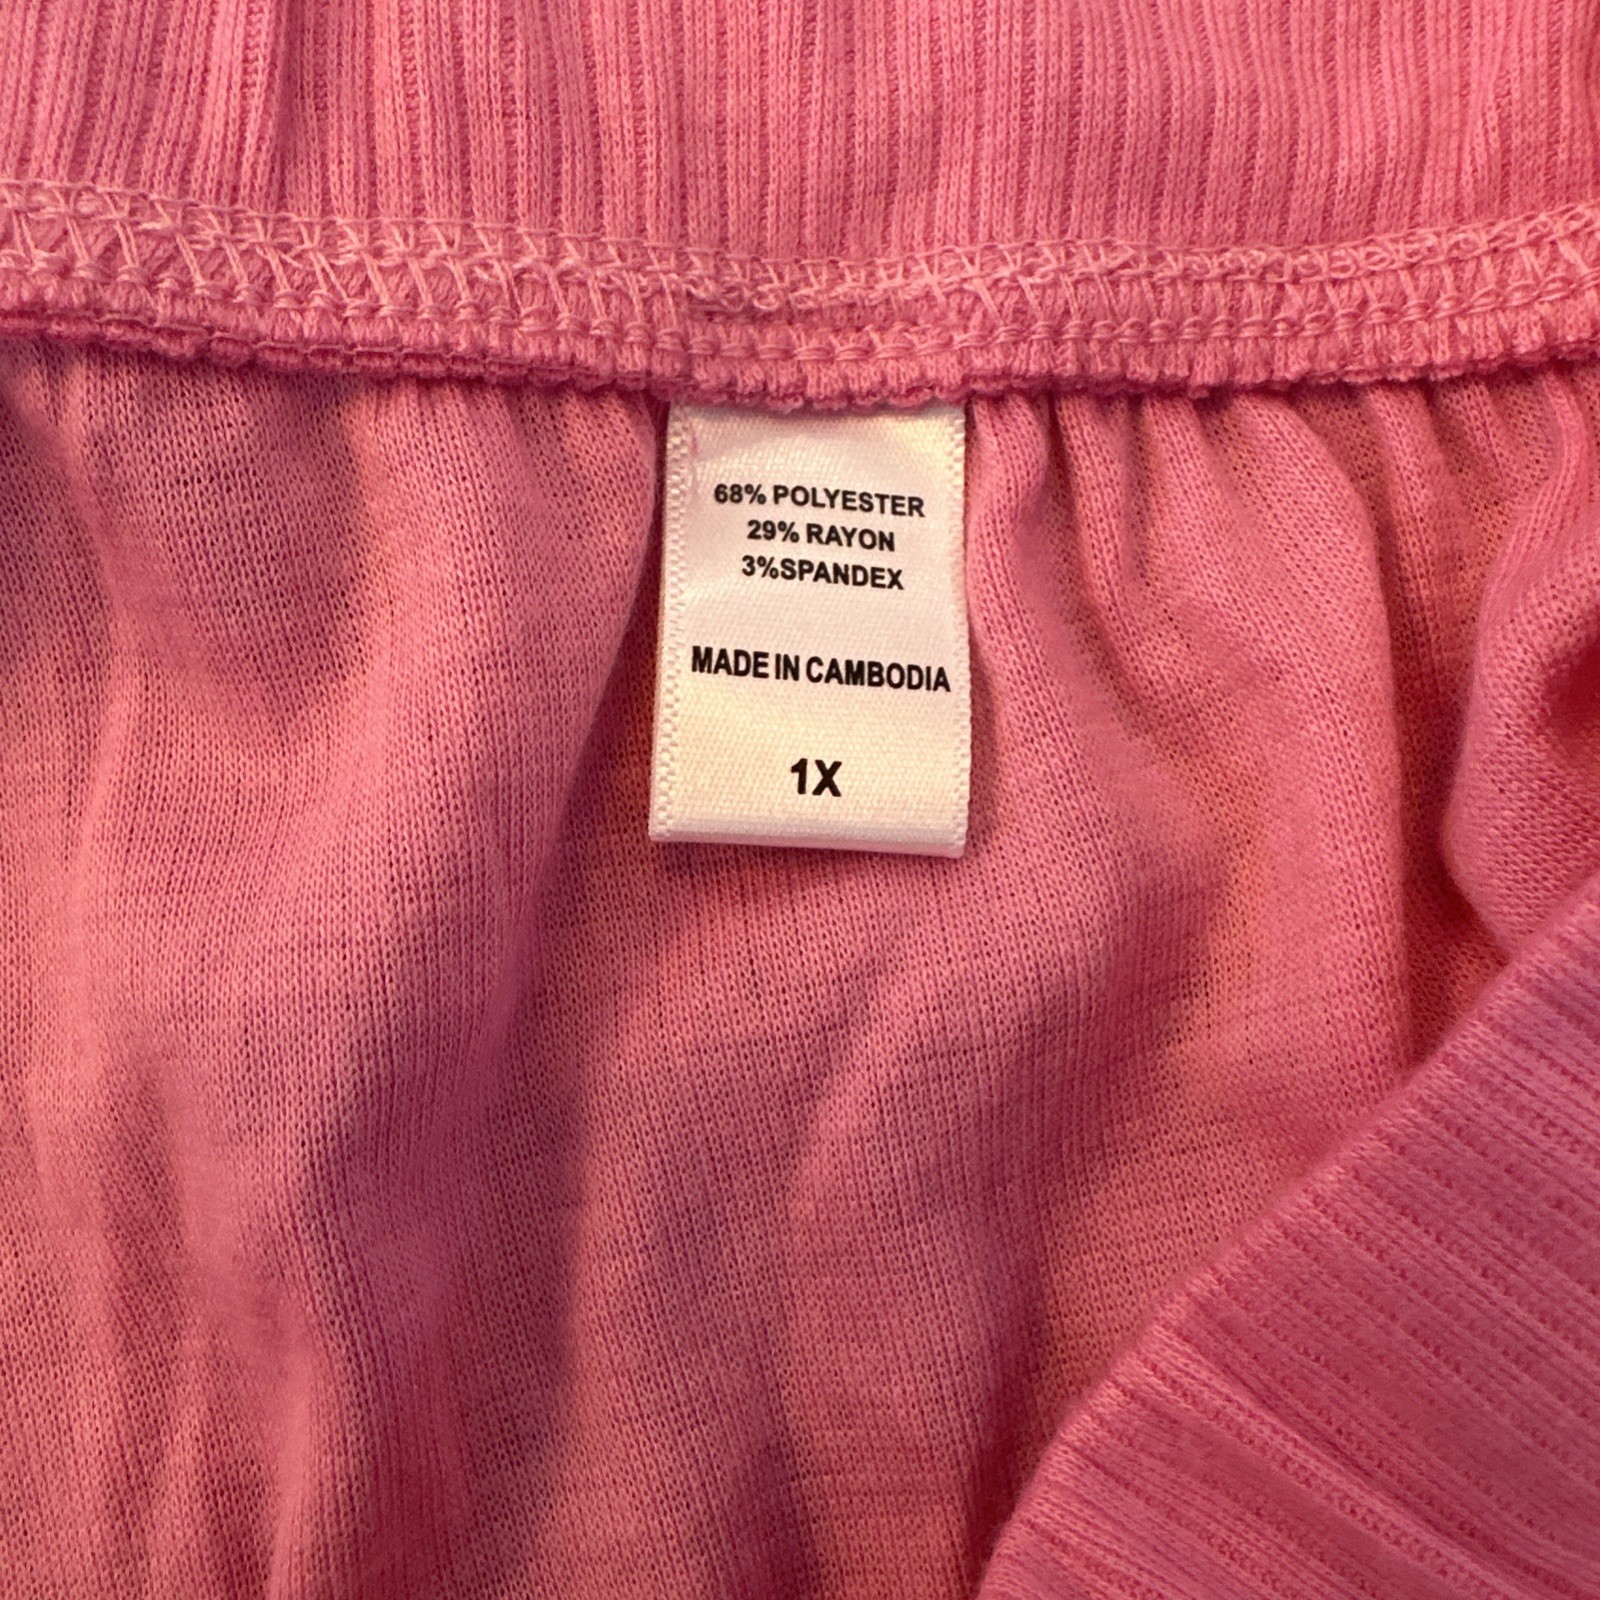 68% POLYESTER
29% RAYON
3%SPANDEX
MADE IN CAMBODIA
1X